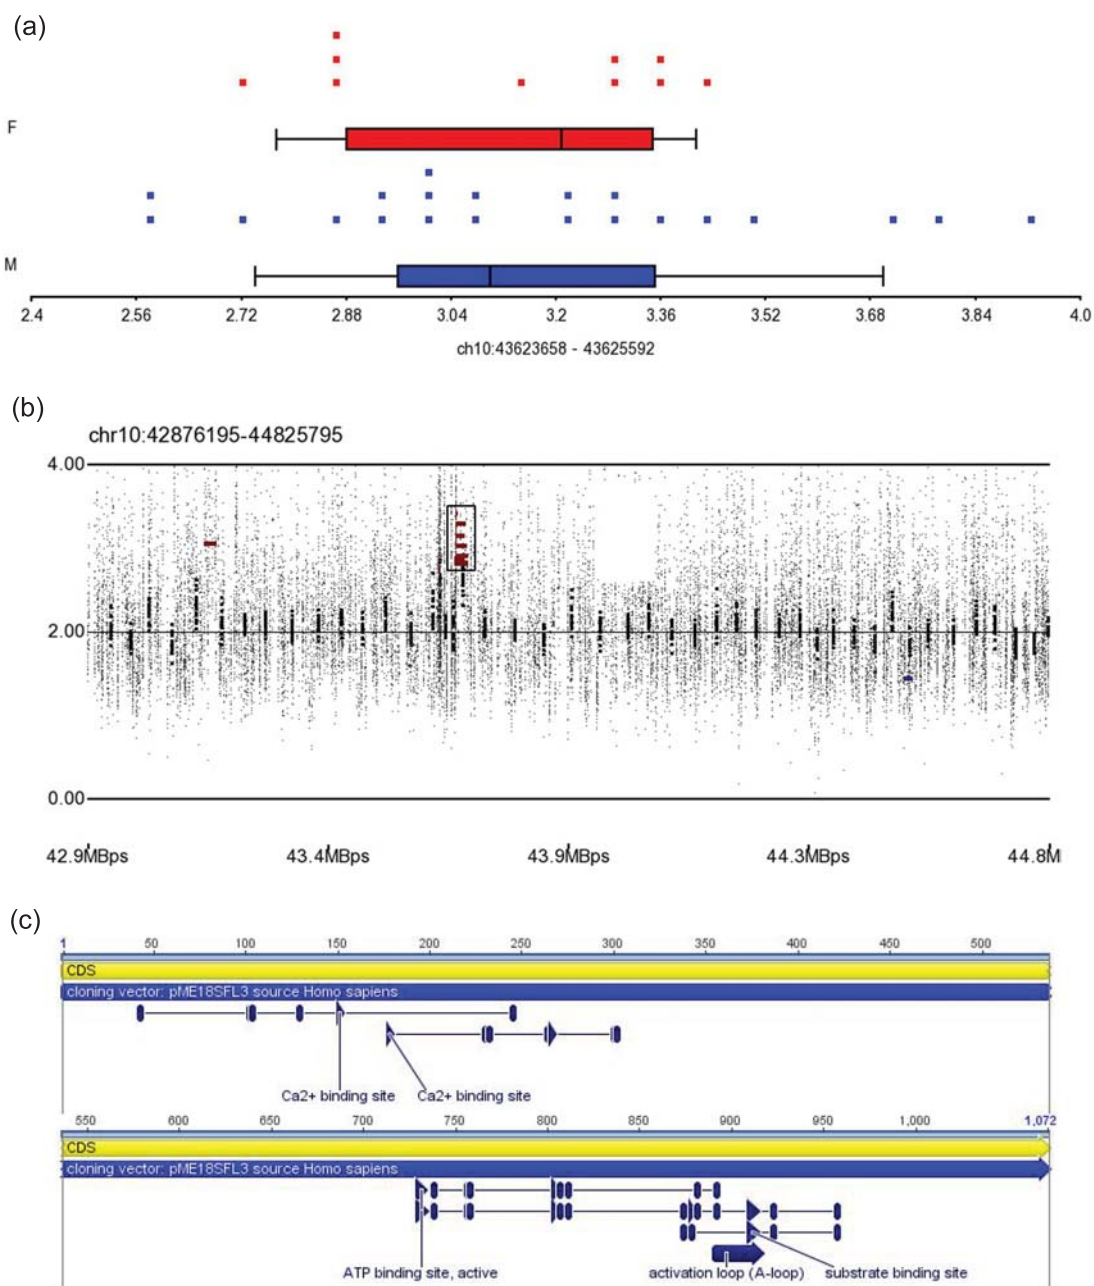 (a)
F
M
2.4 2.56 2.72 2.88 3.04 3.2 3.36 3.52 3.68 3.84 4.0
ch10:43623658 - 43625592
(b)
chr10:42876195-44825795
4.00
2.00
0.00
42.9MBps 43.4MBps 43.9MBps 44.3MBps 44.8M
(c)
1 50 100 150 200 250 300 350 400 450 500
CDS
cloning vector: pME18SFL3 source Homo sapiens
Ca2+ binding site Ca2+ binding site
550 600 650 700 750 800 850 900 950 1,000 1,072
CDS
cloning vector: pME18SFL3 source Homo sapiens
ATP binding site, active activation loop (A-loop) substrate binding site